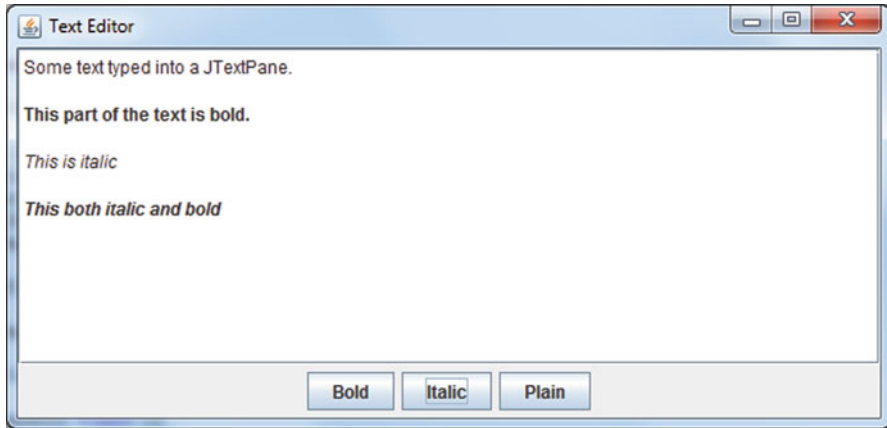 Text Editor
Some text typed into a JTextPane.
This part of the text is bold.
This is italic
This both italic and bold
Bold Italic Plain